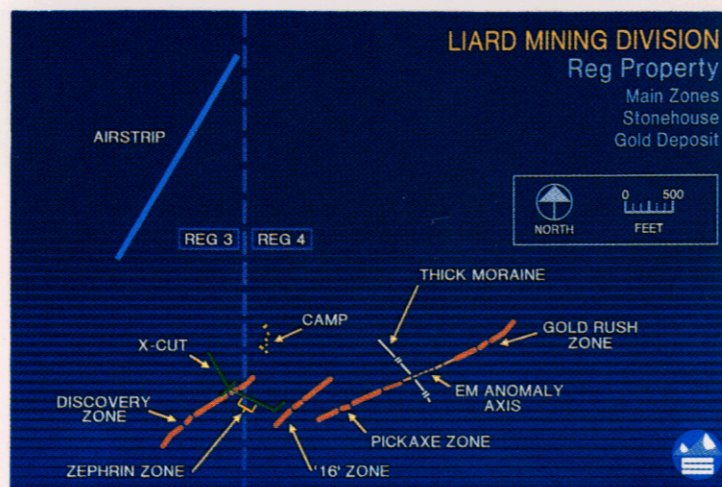 LIARD MINING DIVISION
Reg Property
Main Zones
Stonehouse
Gold Deposit
AIRSTRIP
0 500
NORTH
FEET
REG 3
REG 4
THICK MORAINE
CAMP
GOLD RUSH
ZONE
X-CUT
EM ANOMALY
AXIS
DISCOVERY
ZONE
PICKAXE ZONE
ZEPHRIN ZONE
'16' ZONE